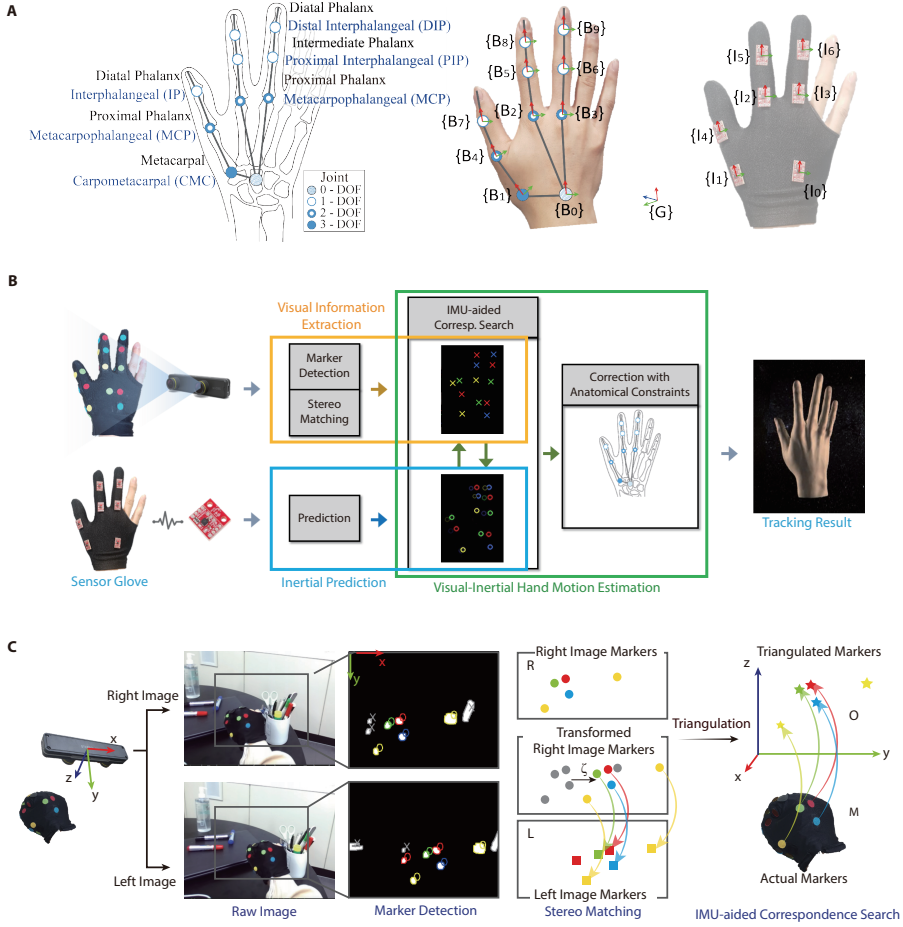 A
Diatal Phalanx
Distal Interphalangeal (DIP)
Intermediate Phalanx
Proximal Interphalangeal (PIP)
Proximal Phalanx
Metacarpophalangeal (MCP)
Diatal Phalanx
Interphalangeal (IP)
Proximal Phalanx
Metacarpophalangeal (MCP)
Metacarpal
Carpometacarpal (CMC)
Joint
0 - DOF
1 - DOF
2 - DOF
3 - DOF
{B8}
{B9}
{B5}
{B6}
{B7}
{B2}
{B3}
{B4}
{B1}
{B0}
{G}
{I5}
{I6}
{I2}
{I3}
{I4}
{I1}
{I0}
B
Visual Information
Extraction
IMU-aided
Corresp. Search
Marker
Detection
Stereo
Matching
Correction with
Anatomical Constraints
Prediction
Sensor Glove
Inertial Prediction
Visual-Inertial Hand Motion Estimation
Tracking Result
C
Right Image
Left Image
x
z
y
x
y
Raw Image
Marker Detection
Right Image Markers
R
Transformed
Right Image Markers
ζ
L
Left Image Markers
Stereo Matching
Triangulation
Triangulated Markers
z
O
y
x
M
Actual Markers
IMU-aided Correspondence Search